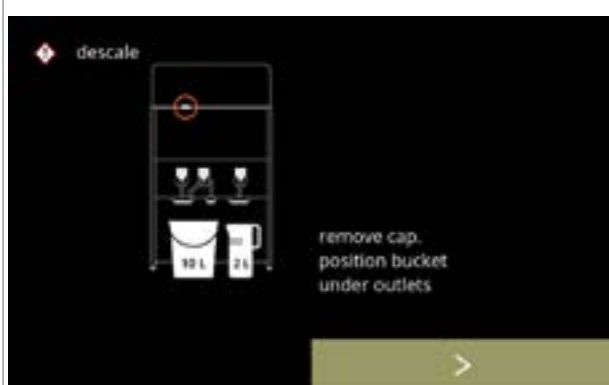 descale
10 L
2 L
remove cap.
position bucket
under outlets
>